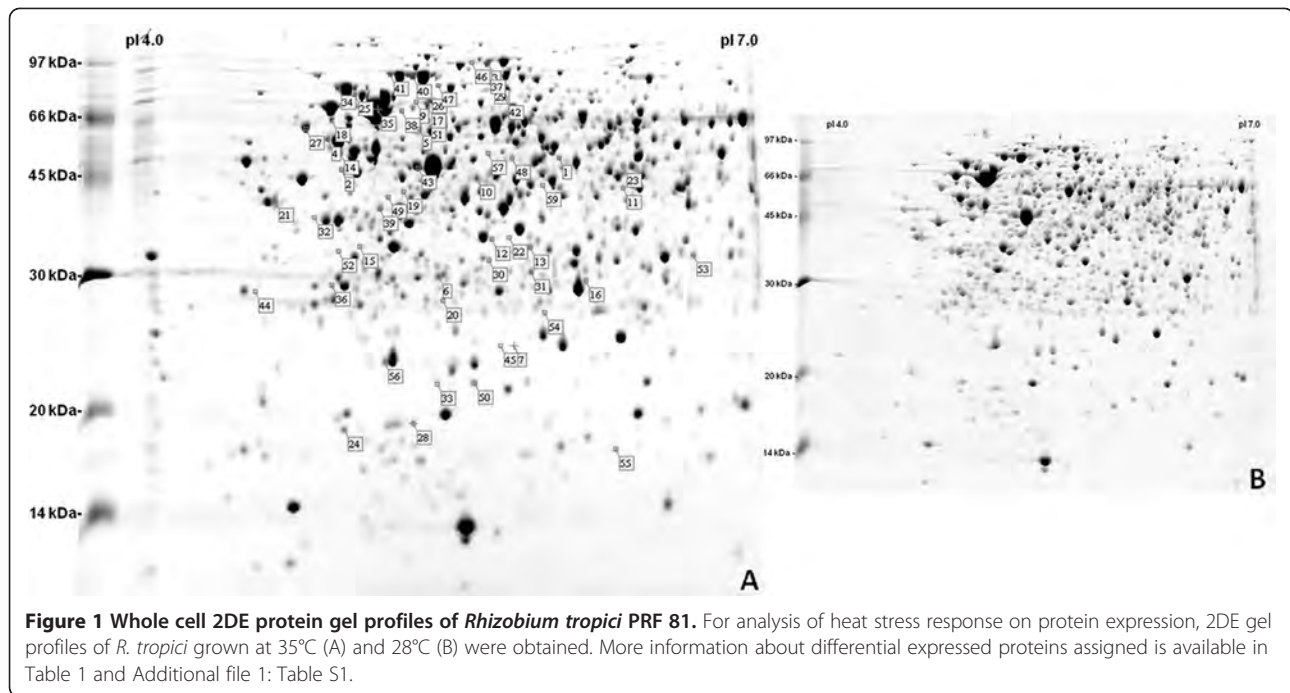 pI 4.0
pI 7.0
97 kDa-
66 kDa-
45 kDa-
30 kDa-
20 kDa-
14 kDa-
46
3
41
40
37
34
25
47
29
26
42
9
35
38
17
18
51
27
5
4
14
57
48
1
2
43
23
10
59
11
49
19
21
39
32
12
22
52
15
13
53
30
36
6
31
16
44
20
54
45
7
56
33
50
24
28
55
A
pI 4.0
pI 7.0
97 kDa-
66 kDa-
45 kDa-
30 kDa-
20 kDa-
14 kDa-
B
Figure 1 Whole cell 2DE protein gel profiles of Rhizobium tropici PRF 81. For analysis of heat stress response on protein expression, 2DE gel
profiles of R. tropici grown at 35°C (A) and 28°C (B) were obtained. More information about differential expressed proteins assigned is available in
Table 1 and Additional file 1: Table S1.